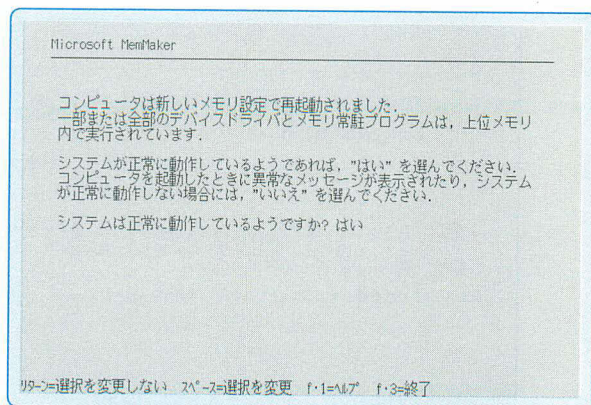 Microsoft MemMaker
コンピュータは新しいメモリ設定で再起動されました.
一部または全部のデバイスドライバとメモリ常駐プログラムは, 上位メモリ
内で実行されています.
システムが正常に動作しているようであれば, "はい" を選んでください.
コンピュータを起動したときに異常なメッセージが表示されたり, システム
が正常に動作しない場合には, "いいえ" を選んでください.
システムは正常に動作しているようですか? はい
ﾘﾀｰﾝ=選択を変更しない ｽﾍﾟｰｽ=選択を変更 f・1=ﾍﾙﾌﾟ f・3=終了